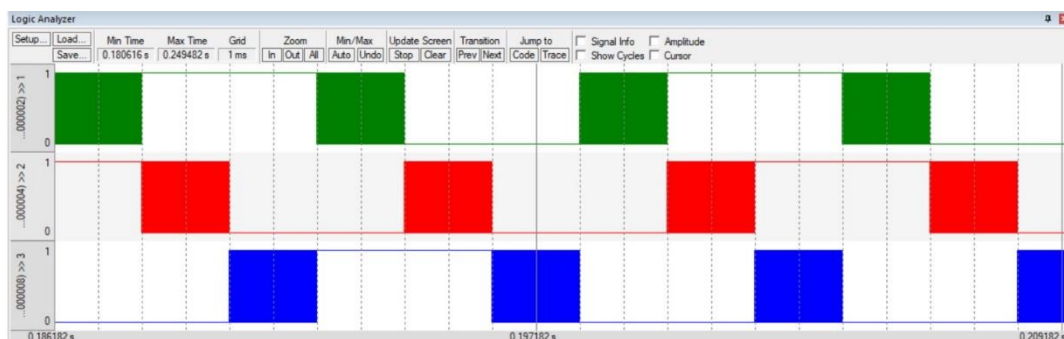 Logic Analyzer
Setup... Load... Min Time Max Time Grid Zoom Min/Max Update Screen Transition Jump to Signal Info Amplitude
Save... 0.180616 s 0.249482 s 1 ms In Out All Auto Undo Stop Clear Prev Next Code Trace Show Cycles Cursor
1
...000002) >> 1
0
1
...000004) >> 2
0
1
...000008) >> 3
0
0.186182 s 0.197182 s 0.209182 s